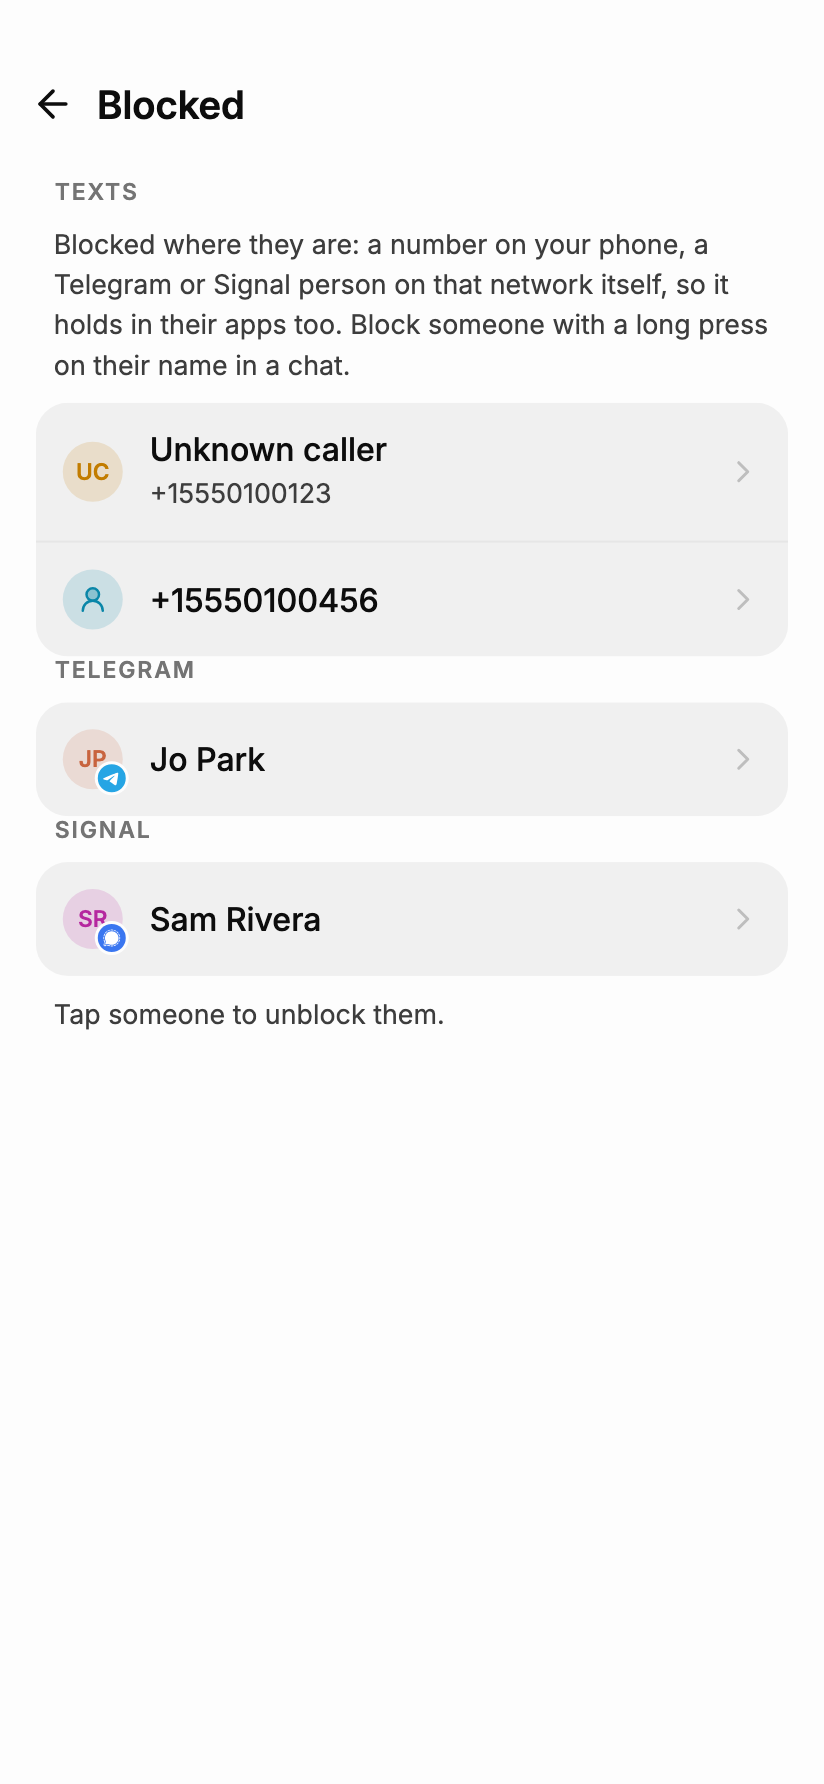 Blocked
TEXTS
Blocked where they are: a number on your phone, a
Telegram or Signal person on that network itself, so it
holds in their apps too. Block someone with a long press
on their name in a chat.
UC
Unknown caller
+15550100123
+15550100456
TELEGRAM
JP
Jo Park
SIGNAL
SR
Sam Rivera
Tap someone to unblock them.